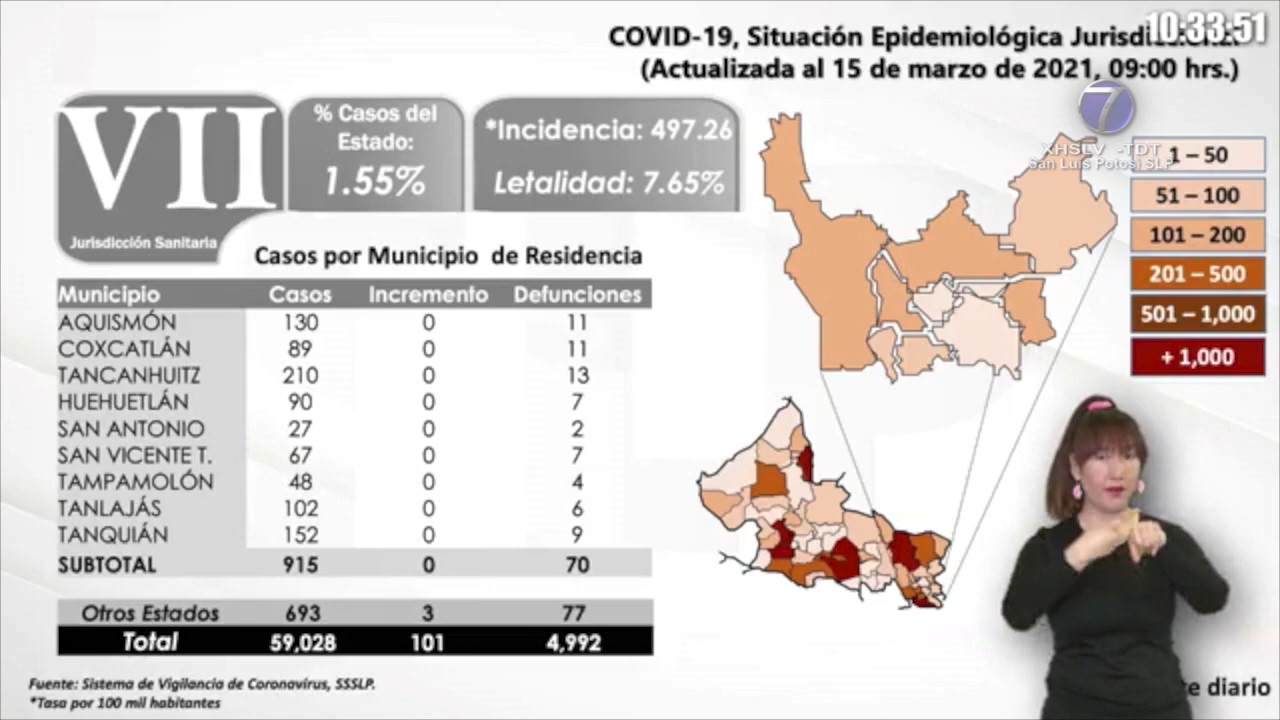 10:33:51
COVID-19, Situación Epidemiológica
(Actualizada al 15 de marzo de 2021, 09:00 hrs.)
VII
Jurisdicción Sanitaria
% Casos del
Estado:
1.55%
*Incidencia: 497.26
Letalidad: 7.65%
7
XHSLV -TDT
San Luis Potosi SLP
1 – 50
51 – 100
101 – 200
201 – 500
501 – 1,000
+ 1,000
Casos por Municipio de Residencia
Municipio Casos Incremento Defunciones
AQUISMÓN 130 0 11
COXCATLÁN 89 0 11
TANCANHUITZ 210 0 13
HUEHUETLÁN 90 0 7
SAN ANTONIO 27 0 2
SAN VICENTE T. 67 0 7
TAMPAMOLÓN 48 0 4
TANLAJÁS 102 0 6
TANQUIÁN 152 0 9
SUBTOTAL 915 0 70
Otros Estados 693 3 77
Total 59,028 101 4,992
Fuente: Sistema de Vigilancia de Coronavirus, SSSLP.
*Tasa por 100 mil habitantes
diario